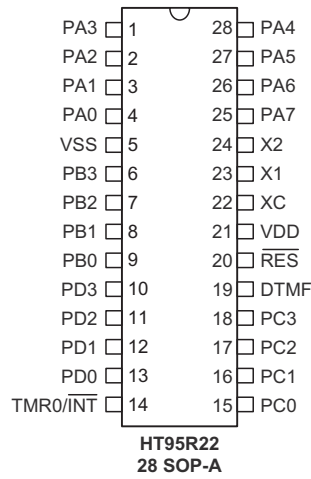 PA3 1 28 PA4
PA2 2 27 PA5
PA1 3 26 PA6
PA0 4 25 PA7
VSS 5 24 X2
PB3 6 23 X1
PB2 7 22 XC
PB1 8 21 VDD
PB0 9 20 R̅E̅S̅
PD3 10 19 DTMF
PD2 11 18 PC3
PD1 12 17 PC2
PD0 13 16 PC1
TMR0/I̅N̅T̅ 14 15 PC0
HT95R22
28 SOP-A